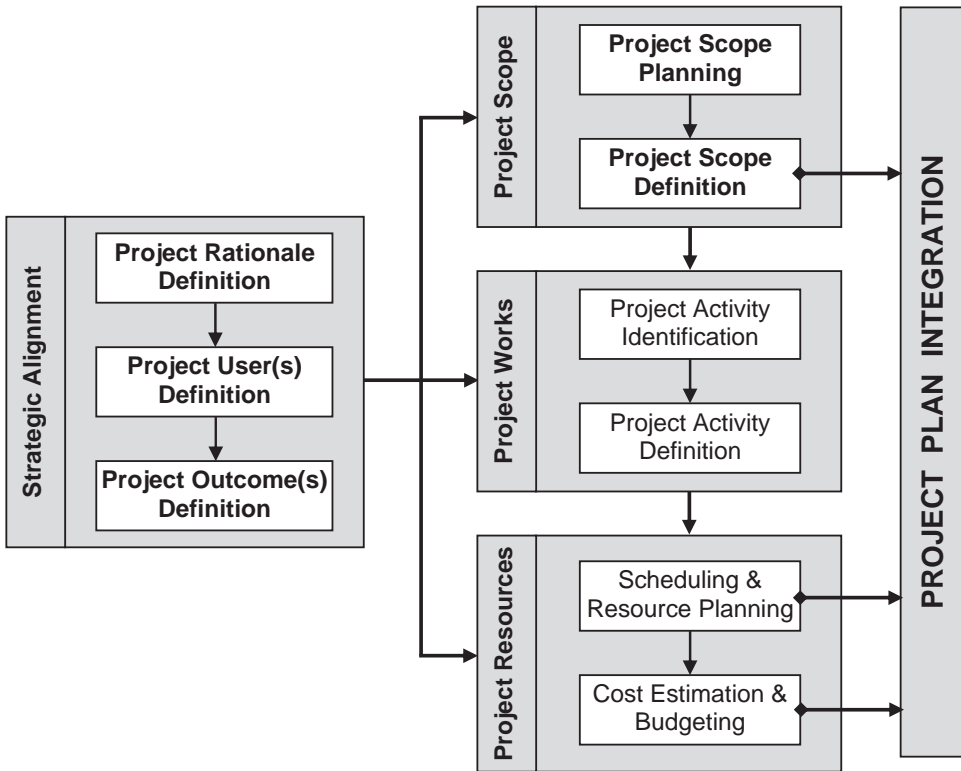 Strategic Alignment
Project Rationale
Definition
Project User(s)
Definition
Project Outcome(s)
Definition
Project Scope
Project Scope
Planning
Project Scope
Definition
Project Works
Project Activity
Identification
Project Activity
Definition
Project Resources
Scheduling &
Resource Planning
Cost Estimation &
Budgeting
PROJECT PLAN INTEGRATION